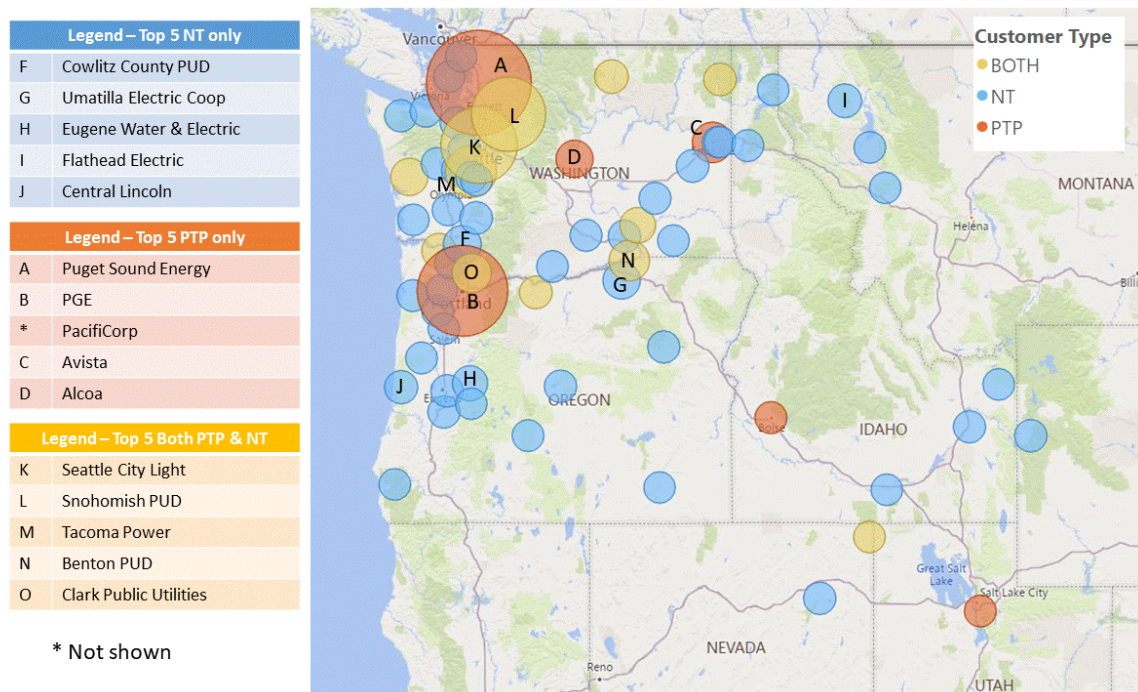 Legend – Top 5 NT only
F Cowlitz County PUD
G Umatilla Electric Coop
H Eugene Water & Electric
I Flathead Electric
J Central Lincoln
Legend – Top 5 PTP only
A Puget Sound Energy
B PGE
* PacifiCorp
C Avista
D Alcoa
Legend – Top 5 Both PTP & NT
K Seattle City Light
L Snohomish PUD
M Tacoma Power
N Benton PUD
O Clark Public Utilities
* Not shown
Customer Type
BOTH
NT
PTP
Vancouver
A
Victoria
L
I
K
C
D
WASHINGTON
M
MONTANA
Helena
F
N
O
G
B
Portland
Salem
H
J
OREGON
Boise
IDAHO
Great Salt
Lake
Salt Lake City
NEVADA
Reno
UTAH